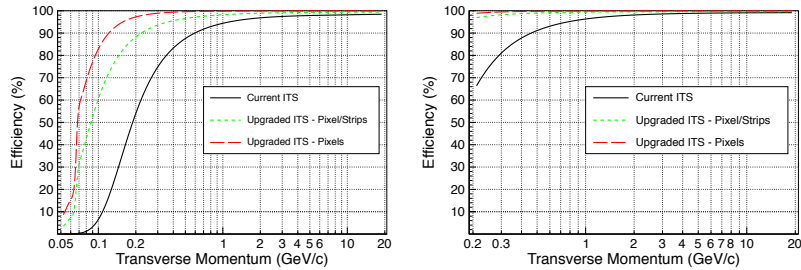 Efficiency (%)
100
90
80
70
60
50
40
30
20
10
Current ITS
Upgraded ITS - Pixel/Strips
Upgraded ITS - Pixels
0.05 0.1 0.2 1 2 3 4 5 6 10 20
Transverse Momentum (GeV/c)
Efficiency (%)
100
90
80
70
60
50
40
30
20
10
Current ITS
Upgraded ITS - Pixel/Strips
Upgraded ITS - Pixels
0.2 0.3 1 2 3 4 5 6 7 8 10 20
Transverse Momentum (GeV/c)